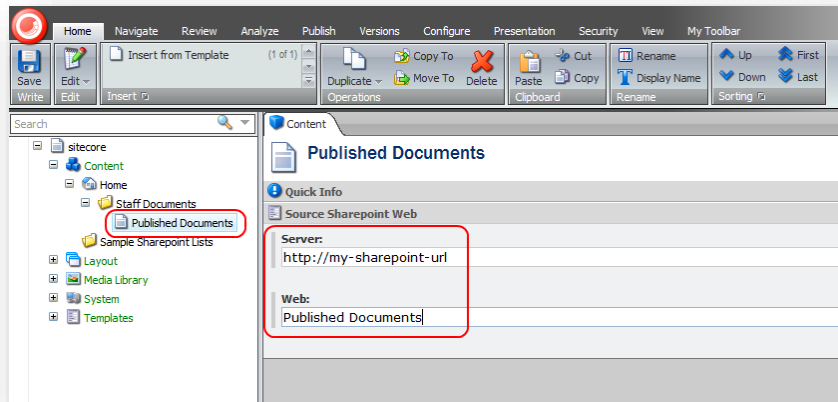 Home Navigate Review Analyze Publish Versions Configure Presentation Security View My Toolbar
Insert from Template (1 of 1) Copy To Cut Rename Up First
Save Edit Duplicate Move To Delete Paste Copy Display Name Down Last
Write Edit Insert Operations Clipboard Rename Sorting
Search
Content
sitecore
Content
Home
Staff Documents
Published Documents
Sample Sharepoint Lists
Layout
Media Library
System
Templates
Published Documents
Quick Info
Source Sharepoint Web
Server:
http://my-sharepoint-url
Web:
Published Documents